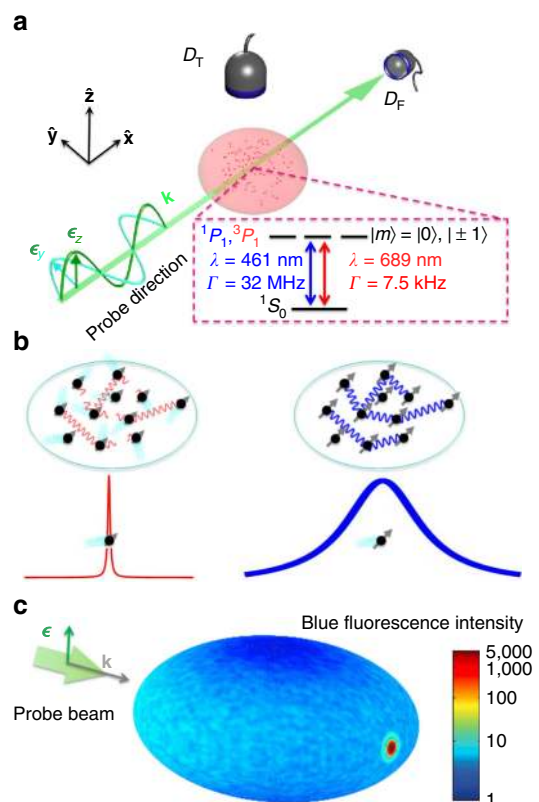 a
D_T
D_F
ẑ
ŷ
x̂
k
ϵ_y
ϵ_z
Probe direction
¹P₁, ³P₁
|m⟩ = |0⟩, | ± 1⟩
λ = 461 nm
λ = 689 nm
Γ = 32 MHz
Γ = 7.5 kHz
¹S₀
b
c
Blue fluorescence intensity
ϵ
k
Probe beam
5,000
1,000
100
10
1